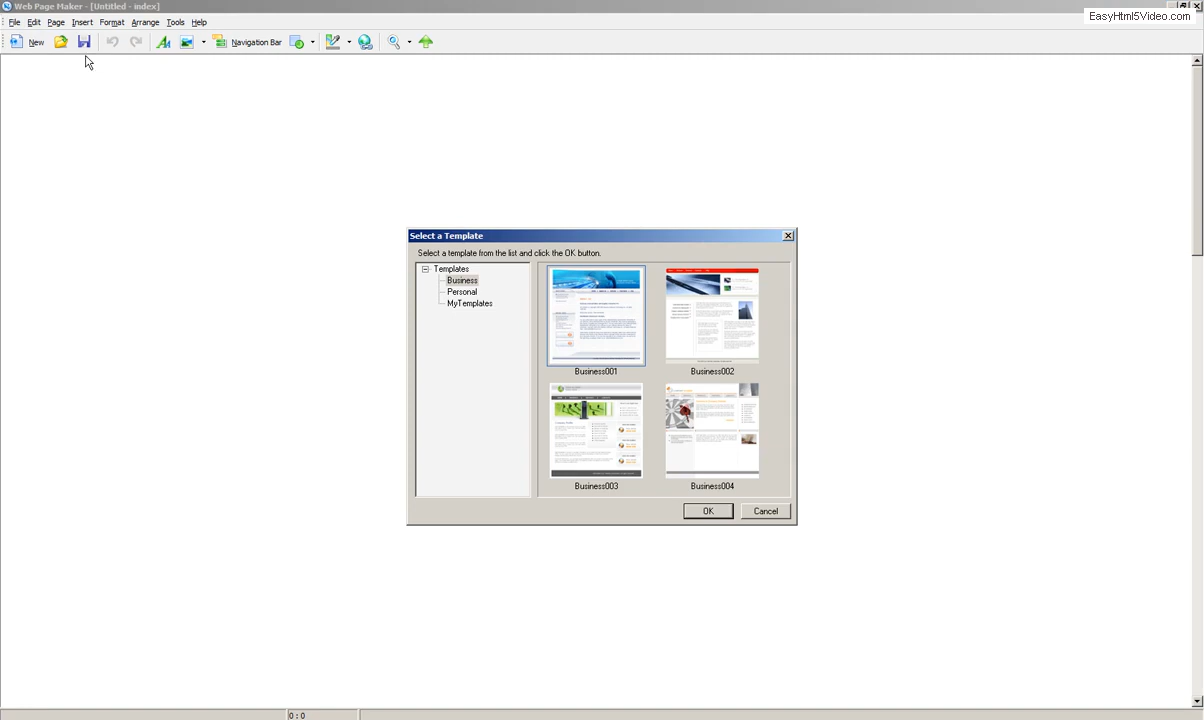 Web Page Maker - [Untitled - index]
EasyHtml5Video.com
File Edit Page Insert Format Arrange Tools Help
New Navigation Bar
Select a Template
Select a template from the list and click the OK button.
Templates
Business
Personal
MyTemplates
Business001 Business002
Business003 Business004
OK Cancel
0 : 0